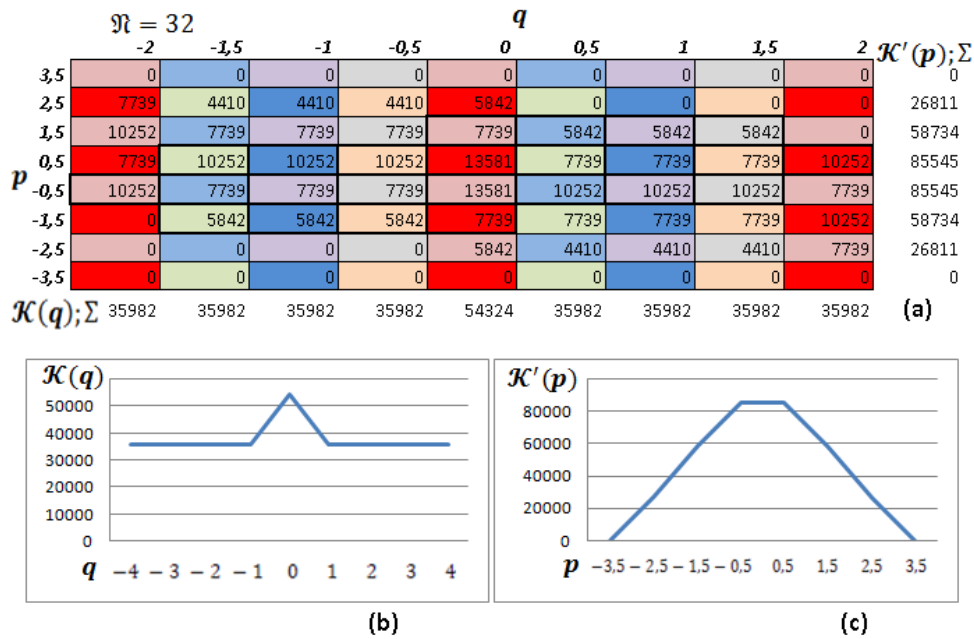 𝔑 = 32
q
-2 -1,5 -1 -0,5 0 0,5 1 1,5 2 𝒦′(p); Σ
3,5 0 0 0 0 0 0 0 0 0 0
2,5 7739 4410 4410 4410 5842 0 0 0 0 26811
1,5 10252 7739 7739 7739 7739 5842 5842 5842 0 58734
0,5 7739 10252 10252 10252 13581 7739 7739 7739 10252 85545
p
-0,5 10252 7739 7739 7739 13581 10252 10252 10252 7739 85545
-1,5 0 5842 5842 5842 7739 7739 7739 7739 10252 58734
-2,5 0 0 0 0 5842 4410 4410 4410 7739 26811
-3,5 0 0 0 0 0 0 0 0 0 0
𝒦(q); Σ 35982 35982 35982 35982 54324 35982 35982 35982 35982 (a)
𝒦(q)
50000
40000
30000
20000
10000
0
q −4 −3 −2 −1 0 1 2 3 4
(b)
𝒦′(p)
80000
60000
40000
20000
0
p −3,5 −2,5 −1,5 −0,5 0,5 1,5 2,5 3,5
(c)